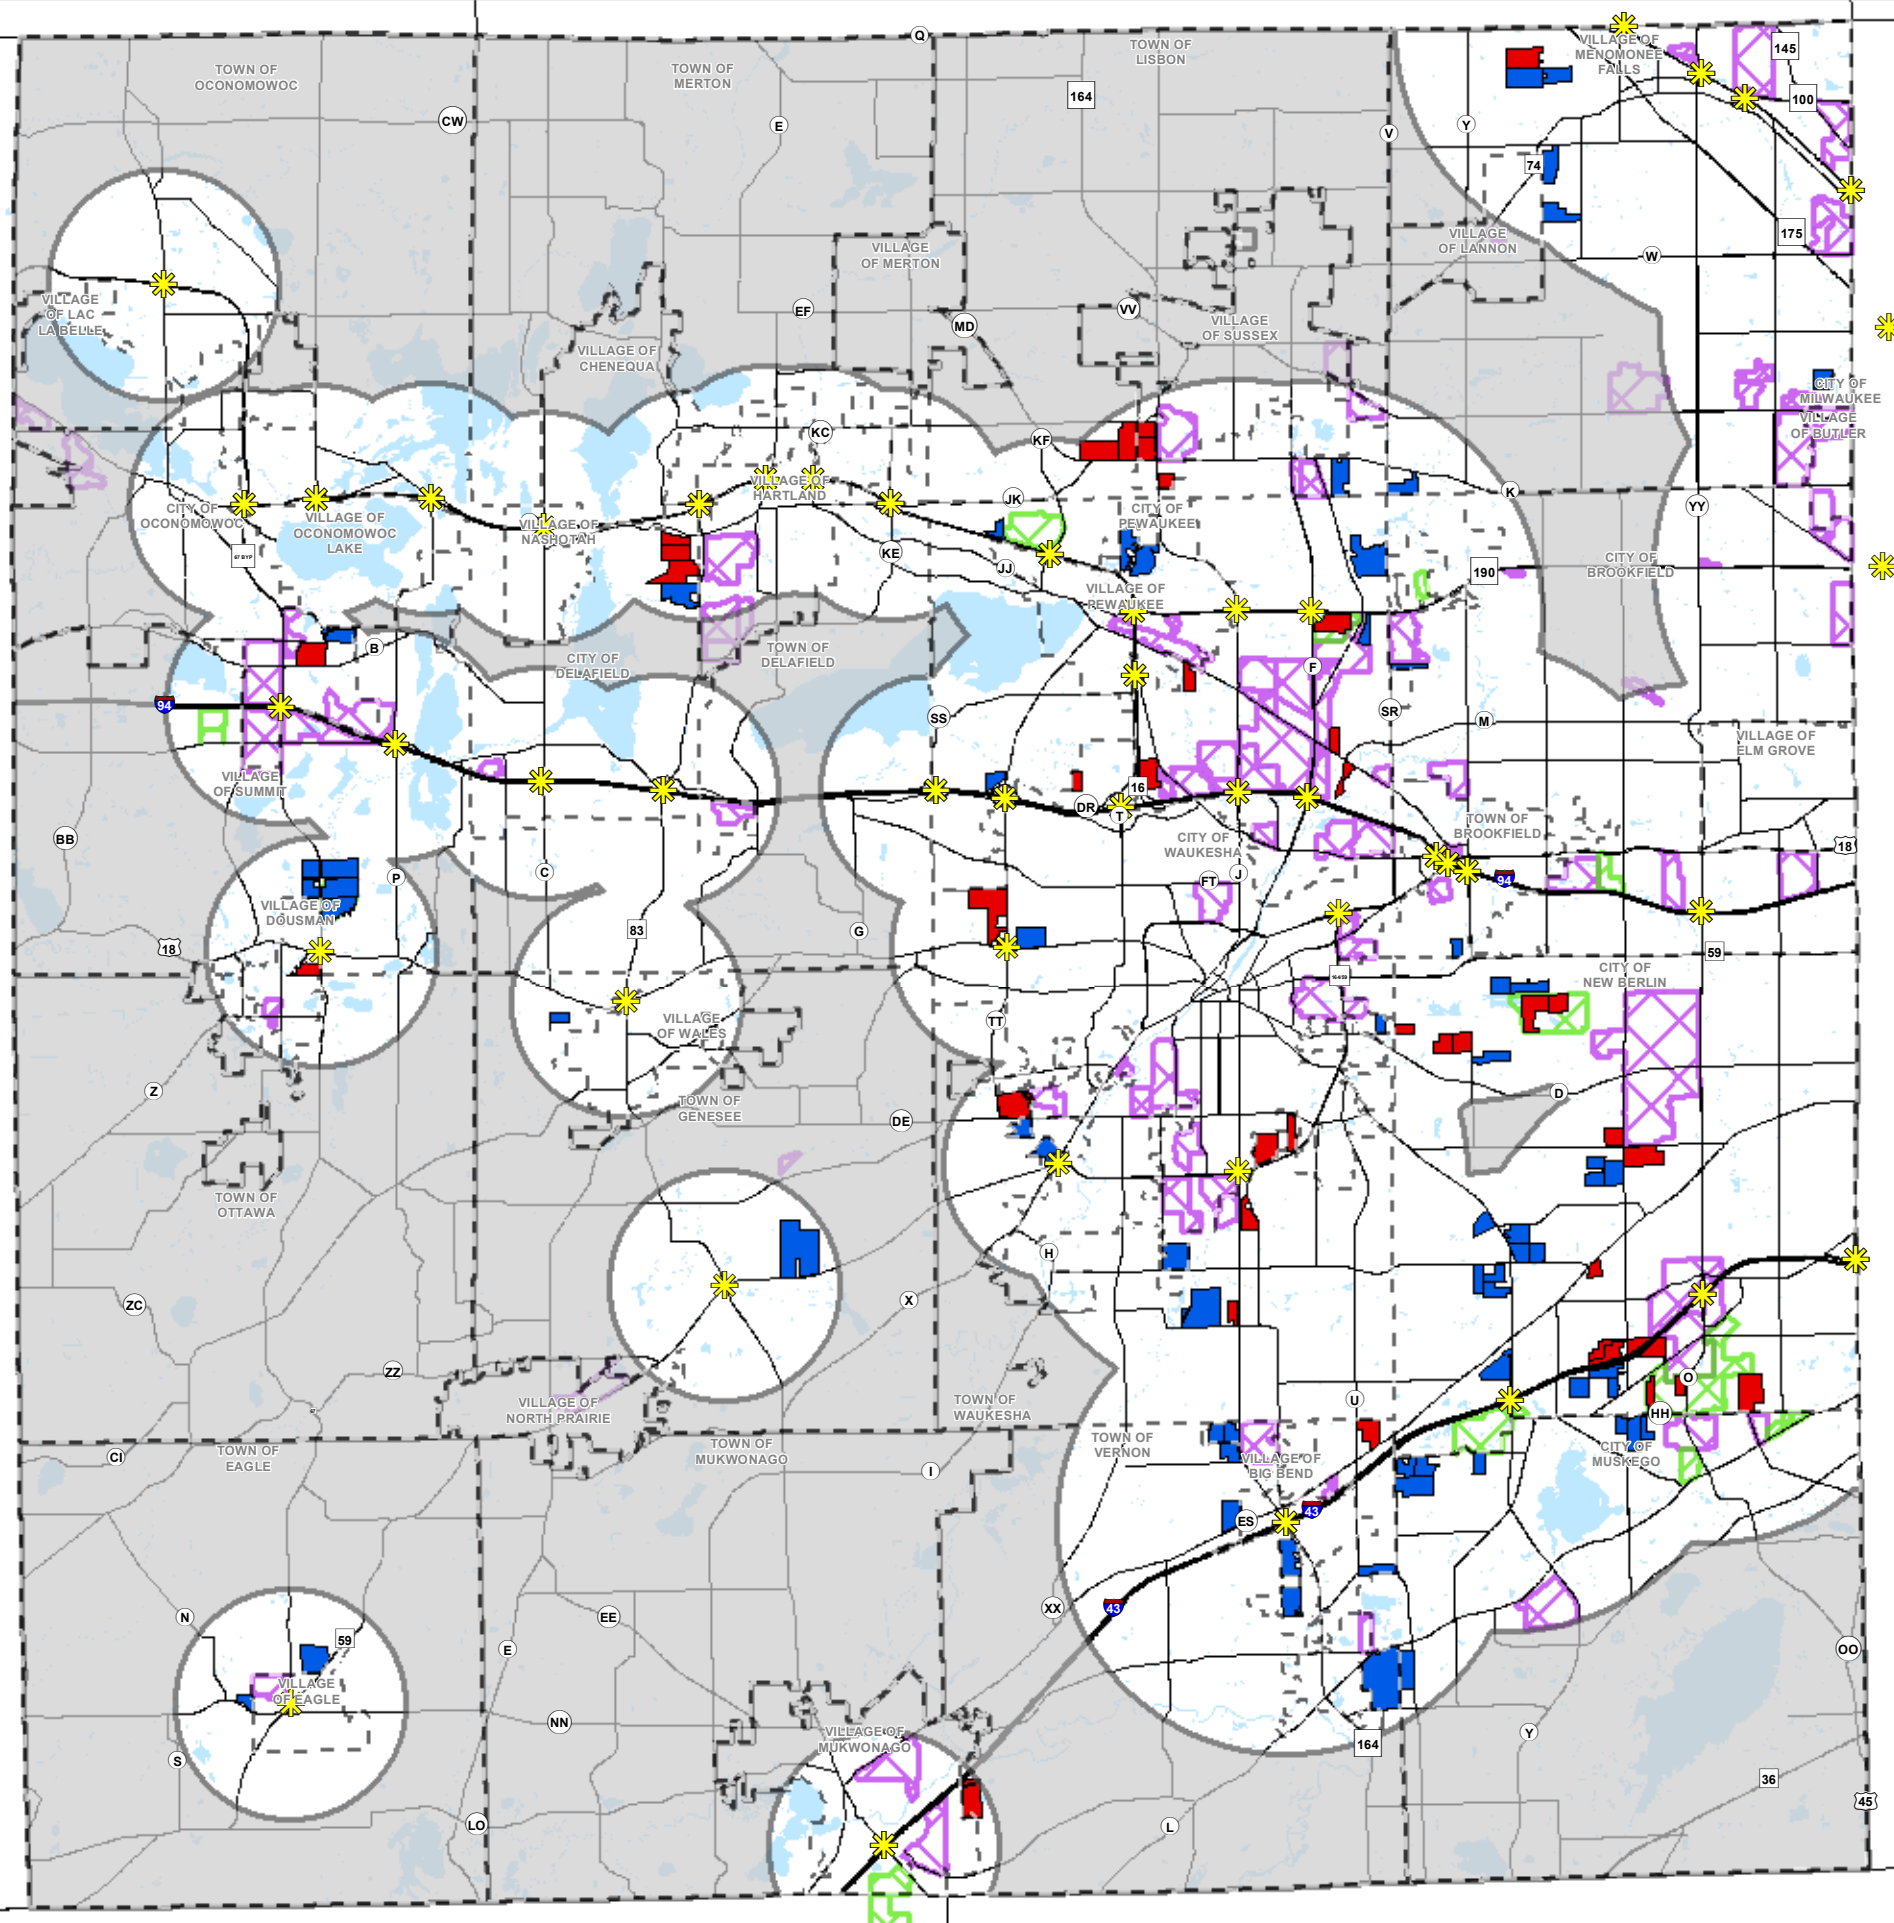 Q
TOWN OF
OCONOMOWOC
TOWN OF
MERTON
TOWN OF
LISBON
VILLAGE OF
MENOMONEE
FALLS
145
164
100
CW
E
V
Y
74
175
VILLAGE
OF LANNON
W
VILLAGE
OF MERTON
VILLAGE
OF LAC
LA BELLE
EF
MD
VV
VILLAGE
OF SUSSEX
VILLAGE OF
CHENEQUA
CITY OF
MILWAUKEE
VILLAGE
OF BUTLER
KC
KF
K
VILLAGE OF
HARTLAND
JK
YY
CITY OF
OCONOMOWOC
VILLAGE OF
OCONOMOWOC
LAKE
VILLAGE OF
NASHOTAH
CITY OF
PEWAUKEE
67 BYP
KE
JJ
190
CITY OF
BROOKFIELD
VILLAGE OF
PEWAUKEE
B
CITY OF
DELAFIELD
TOWN OF
DELAFIELD
F
94
SS
SR
M
VILLAGE OF
ELM GROVE
VILLAGE
OF SUMMIT
16
DR
T
BB
CITY OF
WAUKESHA
TOWN OF
BROOKFIELD
18
P
C
FT
J
94
VILLAGE OF
DOUSMAN
18
83
G
59
CITY OF
NEW BERLIN
164/59
VILLAGE
OF WALES
TT
Z
D
TOWN OF
GENESEE
DE
TOWN OF
OTTAWA
H
ZC
X
ZZ
O
VILLAGE OF
NORTH PRAIRIE
TOWN OF
WAUKESHA
U
HH
67
CI
TOWN OF
EAGLE
TOWN OF
MUKWONAGO
I
TOWN OF
VERNON
VILLAGE OF
BIG BEND
CITY OF
MUSKEGO
ES
43
XX
43
N
59
EE
E
OO
VILLAGE
OF EAGLE
NN
VILLAGE OF
MUKWONAGO
164
Y
S
36
45
LO
L